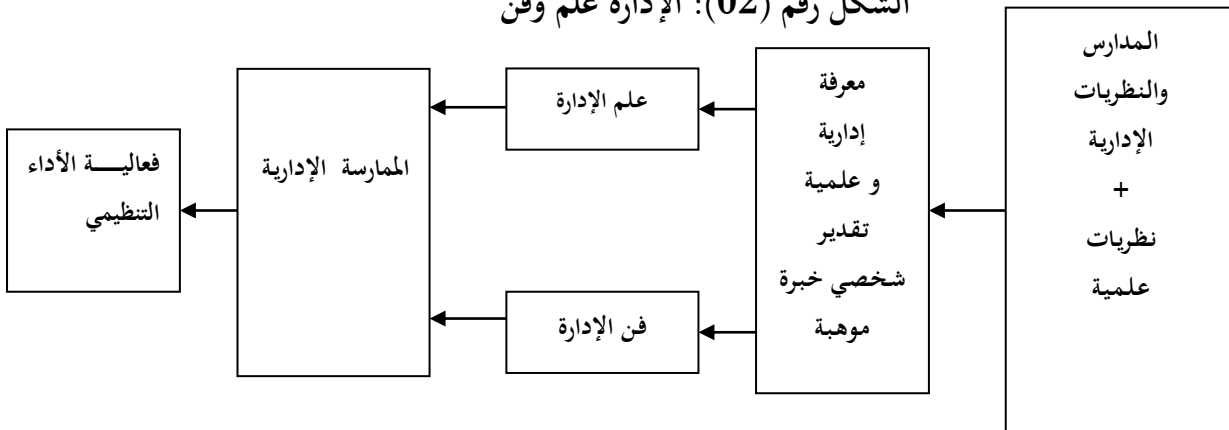 الشكل رقم (02): الإدارة علم وفن
المدارس
والنظريات
الإدارية
+
نظريات
علمية
معرفة
إدارية
و علمية
تقدير
شخصي خبرة
موهبة
علم الإدارة
فن الإدارة
الممارسة الإدارية
فعاليــــة الأداء
التنظيمي